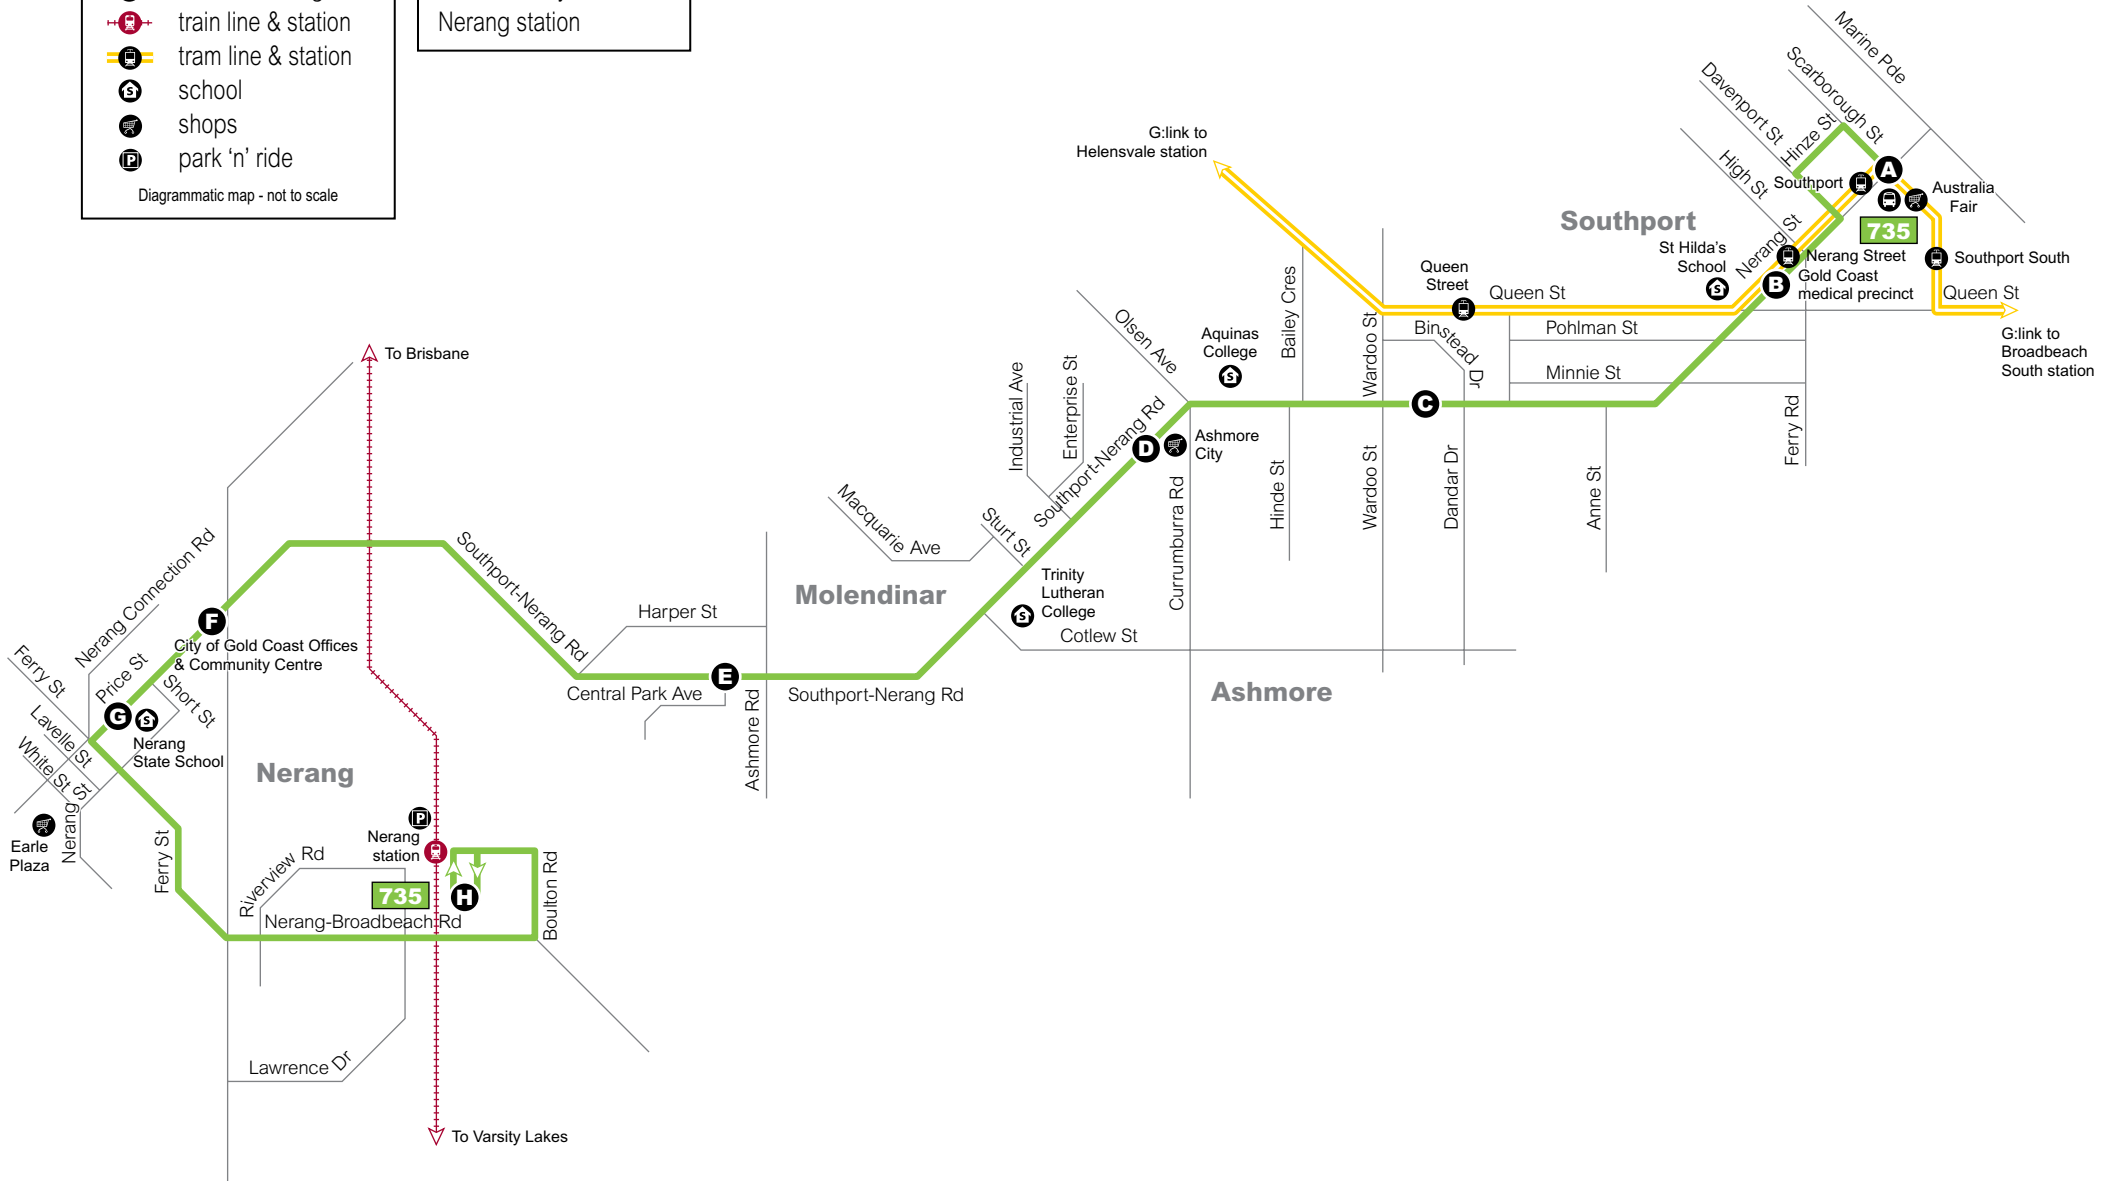 Nerang station
train line & station
tram line & station
school
shops
park ‘n’ ride
Diagrammatic map - not to scale
Marine Pde
Scarborough St
Davenport St
Hinze St
High St
G:link to
Helensvale station
Southport
A
Australia
Fair
Southport
735
St Hilda's
School
Nerang St
Nerang Street
Southport South
B
Gold Coast
medical precinct
Queen
Street
Queen St
Queen St
G:link to
Broadbeach
South station
Bailey Cres
Wardoo St
Binstead Dr
Pohlman St
Minnie St
Ferry Rd
Olsen Ave
Aquinas
College
C
To Brisbane
Industrial Ave
Enterprise St
Southport-Nerang Rd
D
Ashmore
City
Currumburra Rd
Hinde St
Wardoo St
Dandar Dr
Anne St
Macquarie Ave
Sturt St
Trinity
Lutheran
College
Cotlew St
Molendinar
Ashmore
Nerang Connection Rd
Southport-Nerang Rd
Harper St
E
Central Park Ave
Southport-Nerang Rd
Ashmore Rd
F
City of Gold Coast Offices
& Community Centre
Ferry St
Price St
Short St
G
Nerang
State School
Lavelle St
White St
Nerang St
Earle
Plaza
Nerang
Ferry St
Nerang
station
P
735
H
Riverview Rd
Nerang-Broadbeach Rd
Boulton Rd
Lawrence Dr
To Varsity Lakes